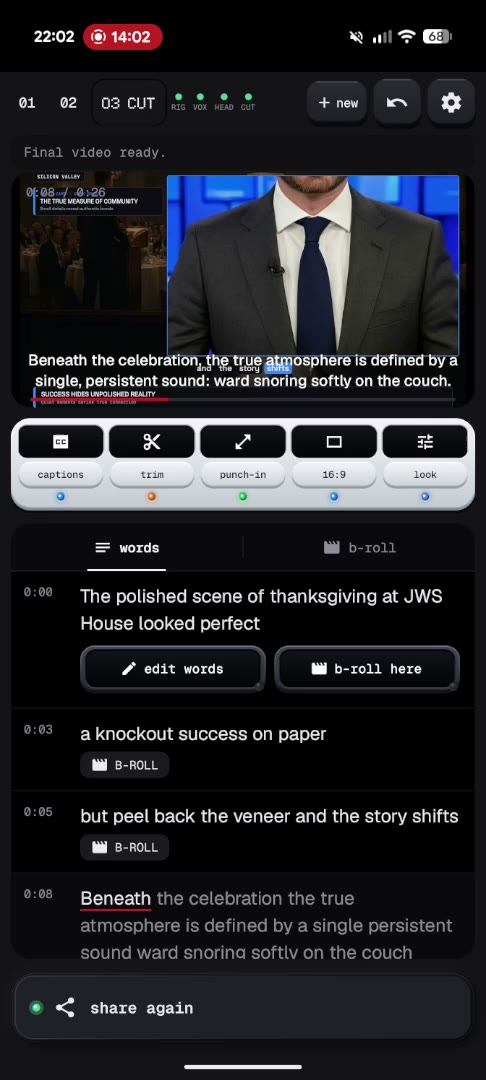 22:02
14:02
68
01
02
03 CUT
RIG
VOX
HEAD
CUT
+ new
Final video ready.
SILICON VALLEY
0:08 / 0:26
THE TRUE MEASURE OF COMMUNITY
Beneath the celebration, the true atmosphere is defined by a
and the story shifts
single, persistent sound: ward snoring softly on the couch.
SUCCESS HIDES UNPOLISHED REALITY
CC
captions
trim
punch-in
16:9
look
words
b-roll
0:00
The polished scene of thanksgiving at JWS
House looked perfect
edit words
b-roll here
0:03
a knockout success on paper
B-ROLL
0:05
but peel back the veneer and the story shifts
B-ROLL
0:08
Beneath the celebration the true
atmosphere is defined by a single persistent
sound ward snoring softly on the couch
share again